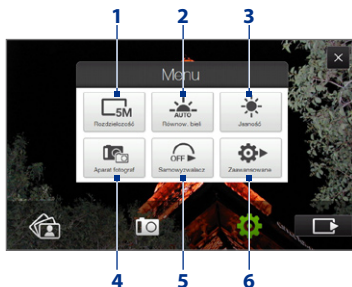 1 2 3
Menu
5M AUTO
Rozdzielczość Równow. bieli Jasność
OFF
Aparat fotograf Samowyzwalacz Zaawansowane
4 5 6